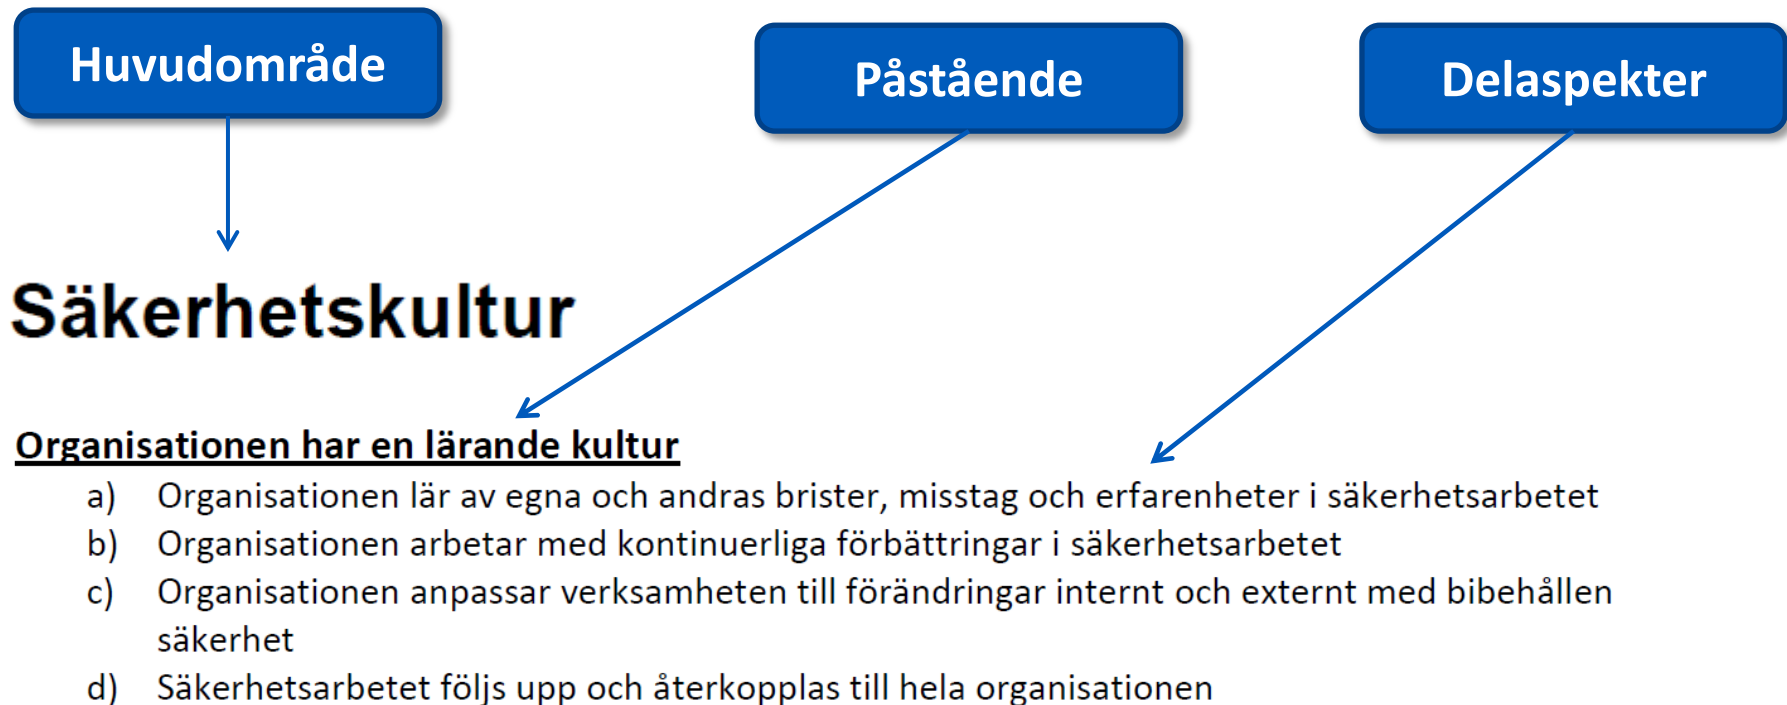 Huvudområde
Påstående
Delaspekter
Säkerhetskultur
Organisationen har en lärande kultur
a) Organisationen lär av egna och andras brister, misstag och erfarenheter i säkerhetsarbetet
b) Organisationen arbetar med kontinuerliga förbättringar i säkerhetsarbetet
c) Organisationen anpassar verksamheten till förändringar internt och externt med bibehållen
säkerhet
d) Säkerhetsarbetet följs upp och återkopplas till hela organisationen